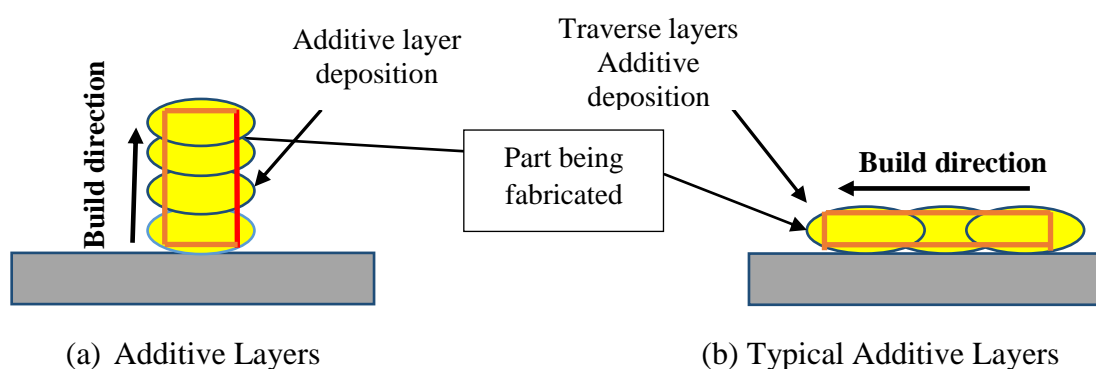 Additive layer
deposition
Traverse layers
Additive
deposition
Build direction
Part being
fabricated
Build direction
(a) Additive Layers
(b) Typical Additive Layers